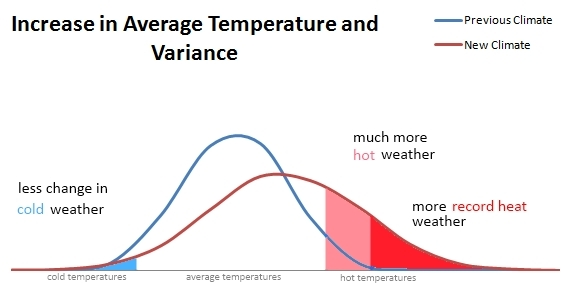 Increase in Average Temperature and
Variance
Previous Climate
New Climate
much more
hot weather
less change in
cold weather
more record heat
weather
cold temperatures
average temperatures
hot temperatures